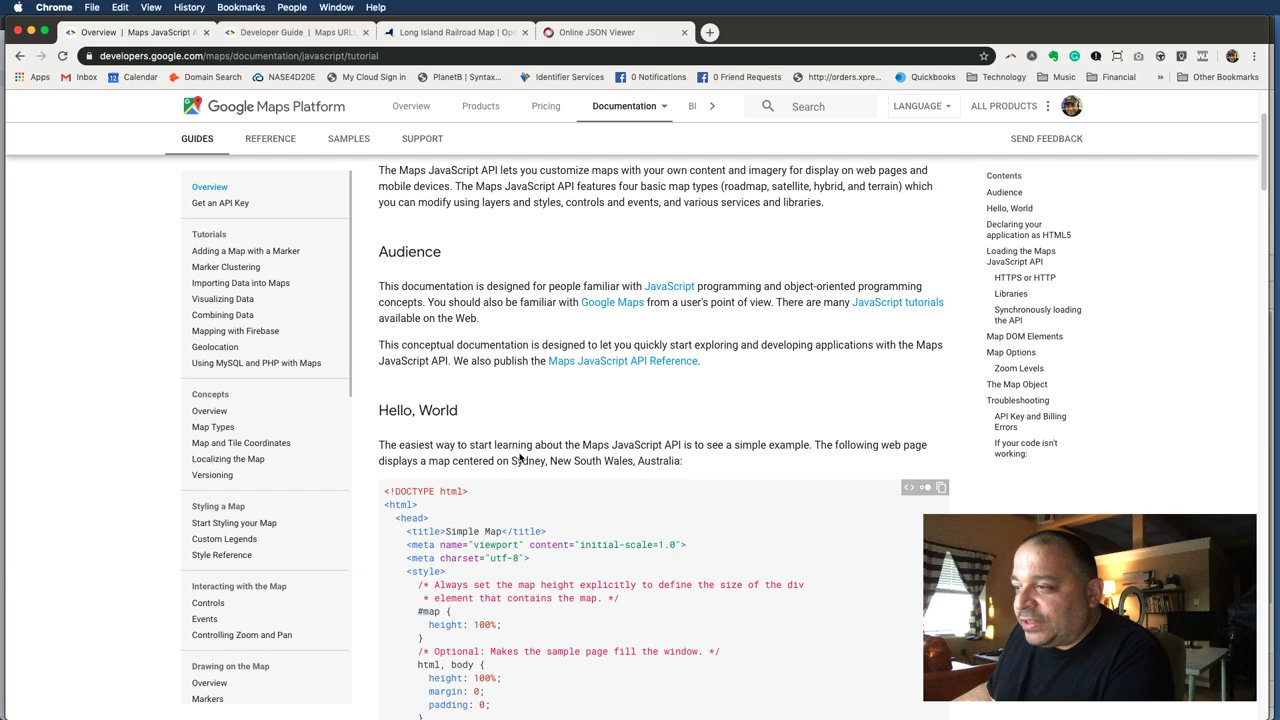 Chrome File Edit View History Bookmarks People Window Help
Overview | Maps JavaScript A
Developer Guide | Maps URLs
Long Island Railroad Map | Op
Online JSON Viewer
developers.google.com/maps/documentation/javascript/tutorial
Apps Inbox Calendar Domain Search NASE4D20E My Cloud Sign in PlanetB | Syntax... Identifier Services 0 Notifications 0 Friend Requests http://orders.xpre... Quickbooks Technology Music Financial » Other Bookmarks
Google Maps Platform Overview Products Pricing Documentation Bl Search LANGUAGE ALL PRODUCTS
GUIDES REFERENCE SAMPLES SUPPORT SEND FEEDBACK
Overview
Get an API Key
Tutorials
Adding a Map with a Marker
Marker Clustering
Importing Data into Maps
Visualizing Data
Combining Data
Mapping with Firebase
Geolocation
Using MySQL and PHP with Maps
Concepts
Overview
Map Types
Map and Tile Coordinates
Localizing the Map
Versioning
Styling a Map
Start Styling your Map
Custom Legends
Style Reference
Interacting with the Map
Controls
Events
Controlling Zoom and Pan
Drawing on the Map
Overview
Markers
The Maps JavaScript API lets you customize maps with your own content and imagery for display on web pages and
mobile devices. The Maps JavaScript API features four basic map types (roadmap, satellite, hybrid, and terrain) which
you can modify using layers and styles, controls and events, and various services and libraries.
Audience
This documentation is designed for people familiar with JavaScript programming and object-oriented programming
concepts. You should also be familiar with Google Maps from a user's point of view. There are many JavaScript tutorials
available on the Web.
This conceptual documentation is designed to let you quickly start exploring and developing applications with the Maps
JavaScript API. We also publish the Maps JavaScript API Reference.
Hello, World
The easiest way to start learning about the Maps JavaScript API is to see a simple example. The following web page
displays a map centered on Sydney, New South Wales, Australia:
<!DOCTYPE html>
<html>
<head>
<title>Simple Map</title>
<meta name="viewport" content="initial-scale=1.0">
<meta charset="utf-8">
<style>
/* Always set the map height explicitly to define the size of the div
* element that contains the map. */
#map {
height: 100%;
}
/* Optional: Makes the sample page fill the window. */
html, body {
height: 100%;
margin: 0;
padding: 0;
}
Contents
Audience
Hello, World
Declaring your
application as HTML5
Loading the Maps
JavaScript API
HTTPS or HTTP
Libraries
Synchronously loading
the API
Map DOM Elements
Map Options
Zoom Levels
The Map Object
Troubleshooting
API Key and Billing
Errors
If your code isn't
working: